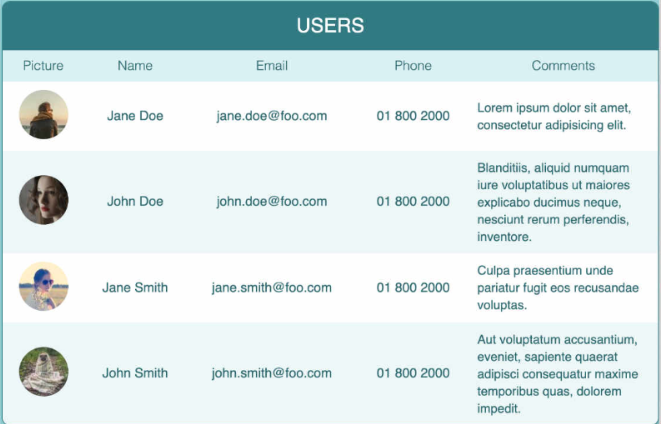 USERS
Picture Name Email Phone Comments
Jane Doe jane.doe@foo.com 01 800 2000
Lorem ipsum dolor sit amet,
consectetur adipisicing elit.
John Doe john.doe@foo.com 01 800 2000
Blanditiis, aliquid numquam
iure voluptatibus ut maiores
explicabo ducimus neque,
nesciunt rerum perferendis,
inventore.
Jane Smith jane.smith@foo.com 01 800 2000
Culpa praesentium unde
pariatur fugit eos recusandae
voluptas.
John Smith john.smith@foo.com 01 800 2000
Aut voluptatum accusantium,
eveniet, sapiente quaerat
adipisci consequatur maxime
temporibus quas, dolorem
impedit.